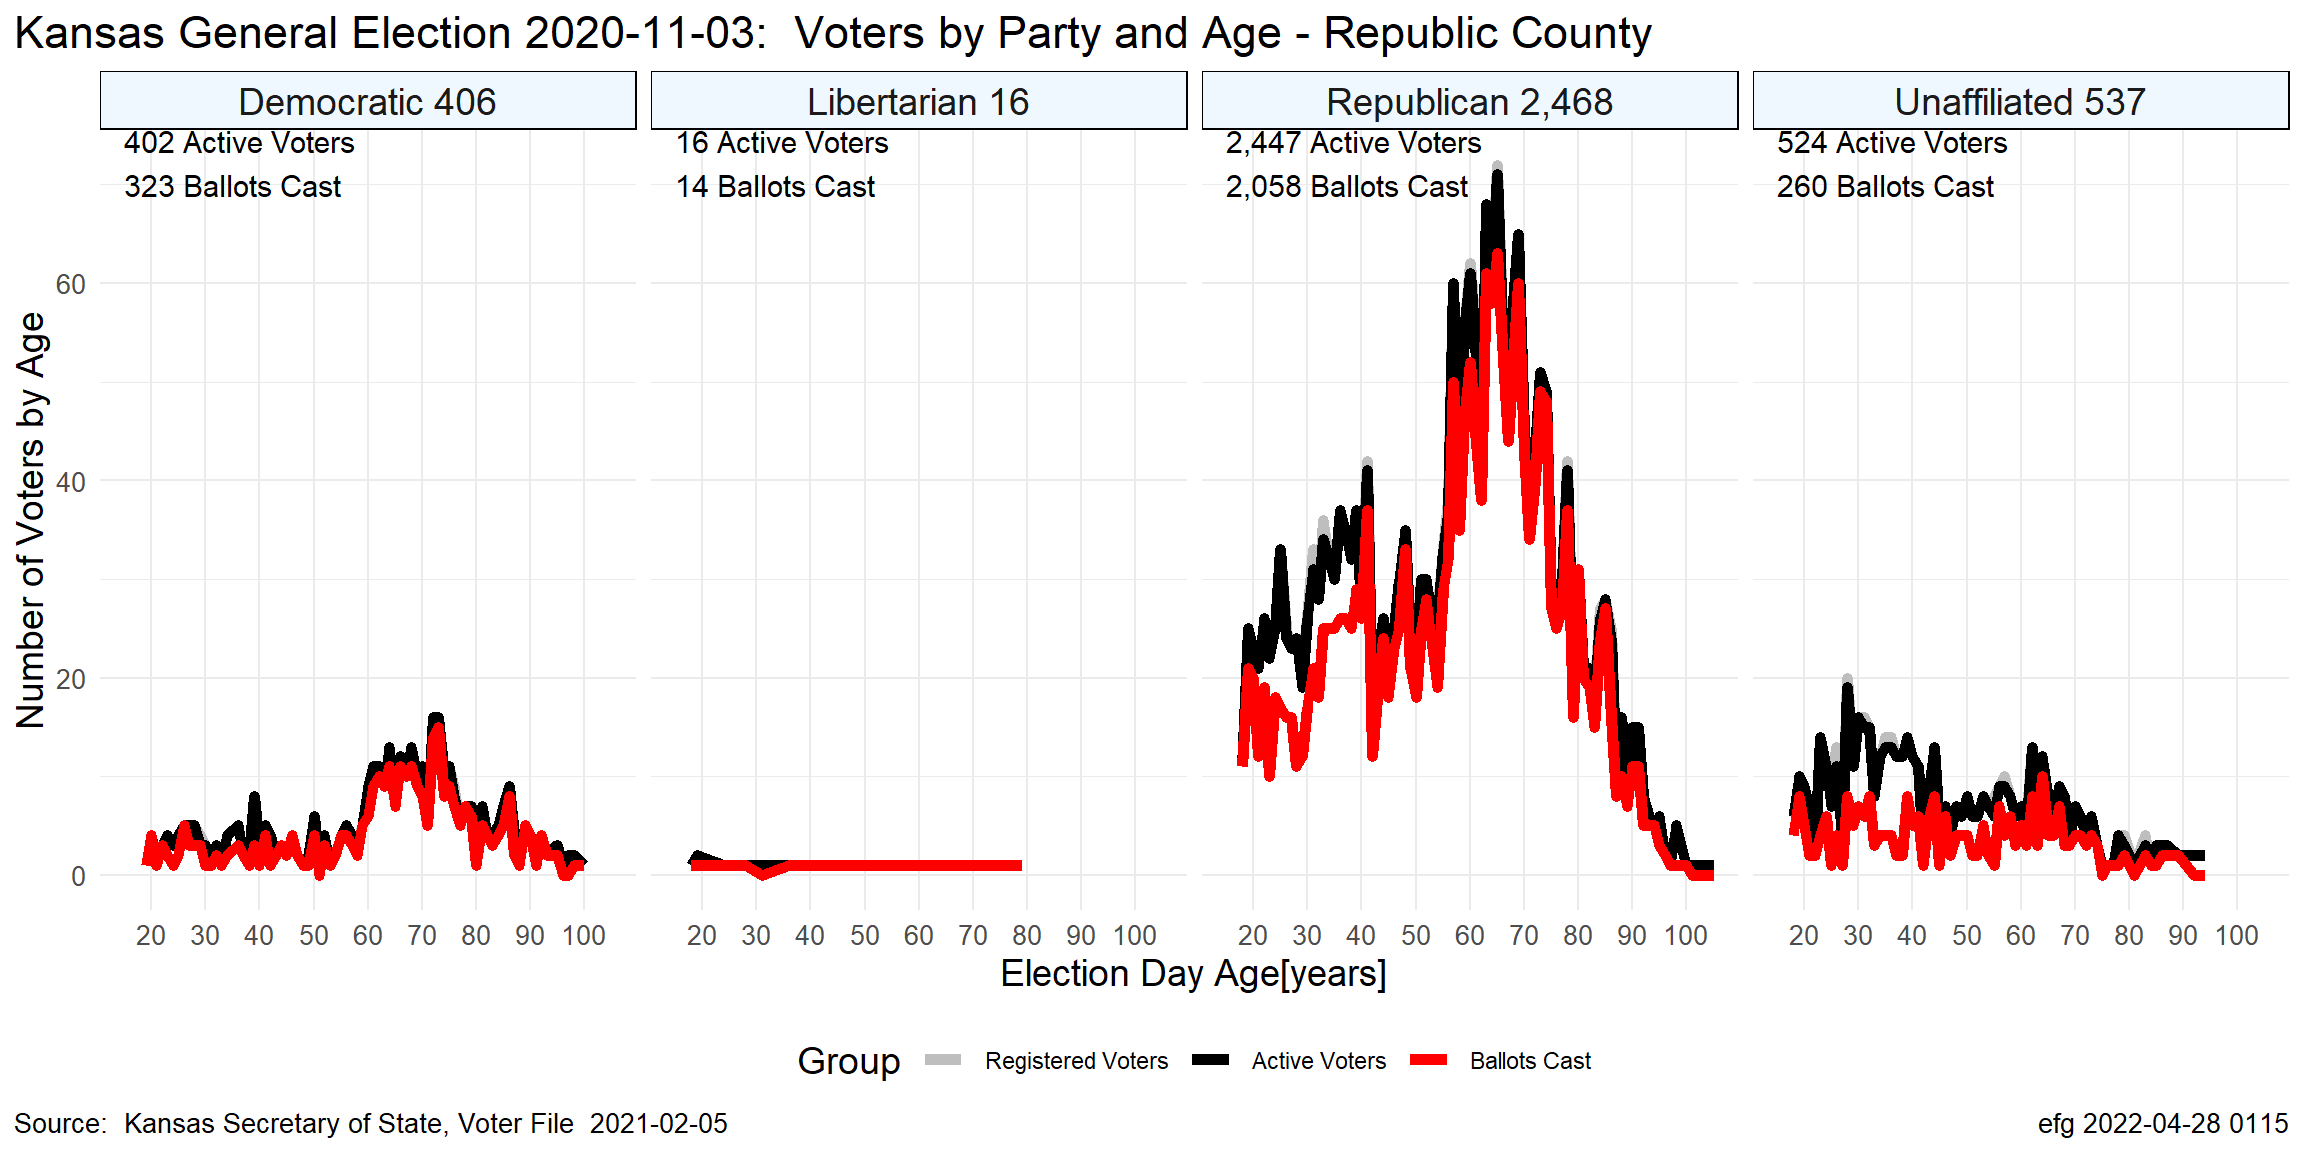 Kansas General Election 2020-11-03:  Voters by Party and Age - Republic County
Democratic 406
Libertarian 16
Republican 2,468
Unaffiliated 537
402 Active Voters
323 Ballots Cast
16 Active Voters
14 Ballots Cast
2,447 Active Voters
2,058 Ballots Cast
524 Active Voters
260 Ballots Cast
Number of Voters by Age
60
40
20
0
20 30 40 50 60 70 80 90 100
20 30 40 50 60 70 80 90 100
20 30 40 50 60 70 80 90 100
20 30 40 50 60 70 80 90 100
Election Day Age[years]
Group Registered Voters Active Voters Ballots Cast
Source:  Kansas Secretary of State, Voter File  2021-02-05
efg 2022-04-28 0115